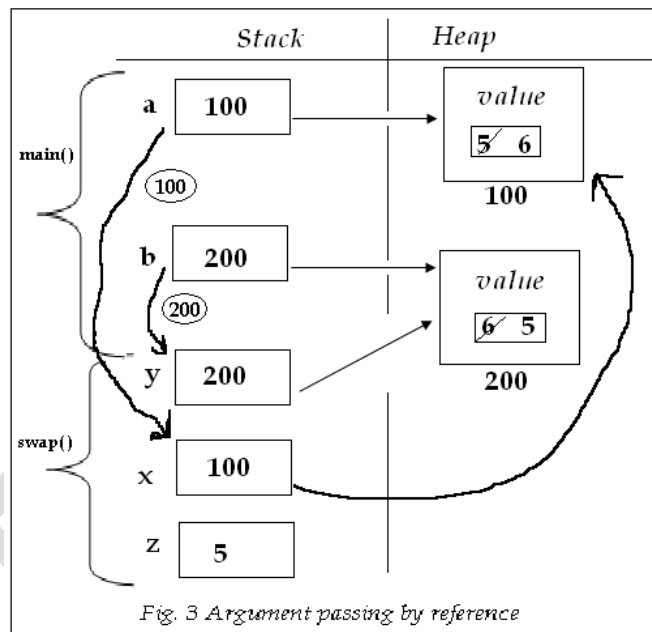 Stack Heap
a 100
value
5 6
100
main()
100
b 200
value
6 5
200
200
y 200
swap()
x 100
z 5
Fig. 3 Argument passing by reference